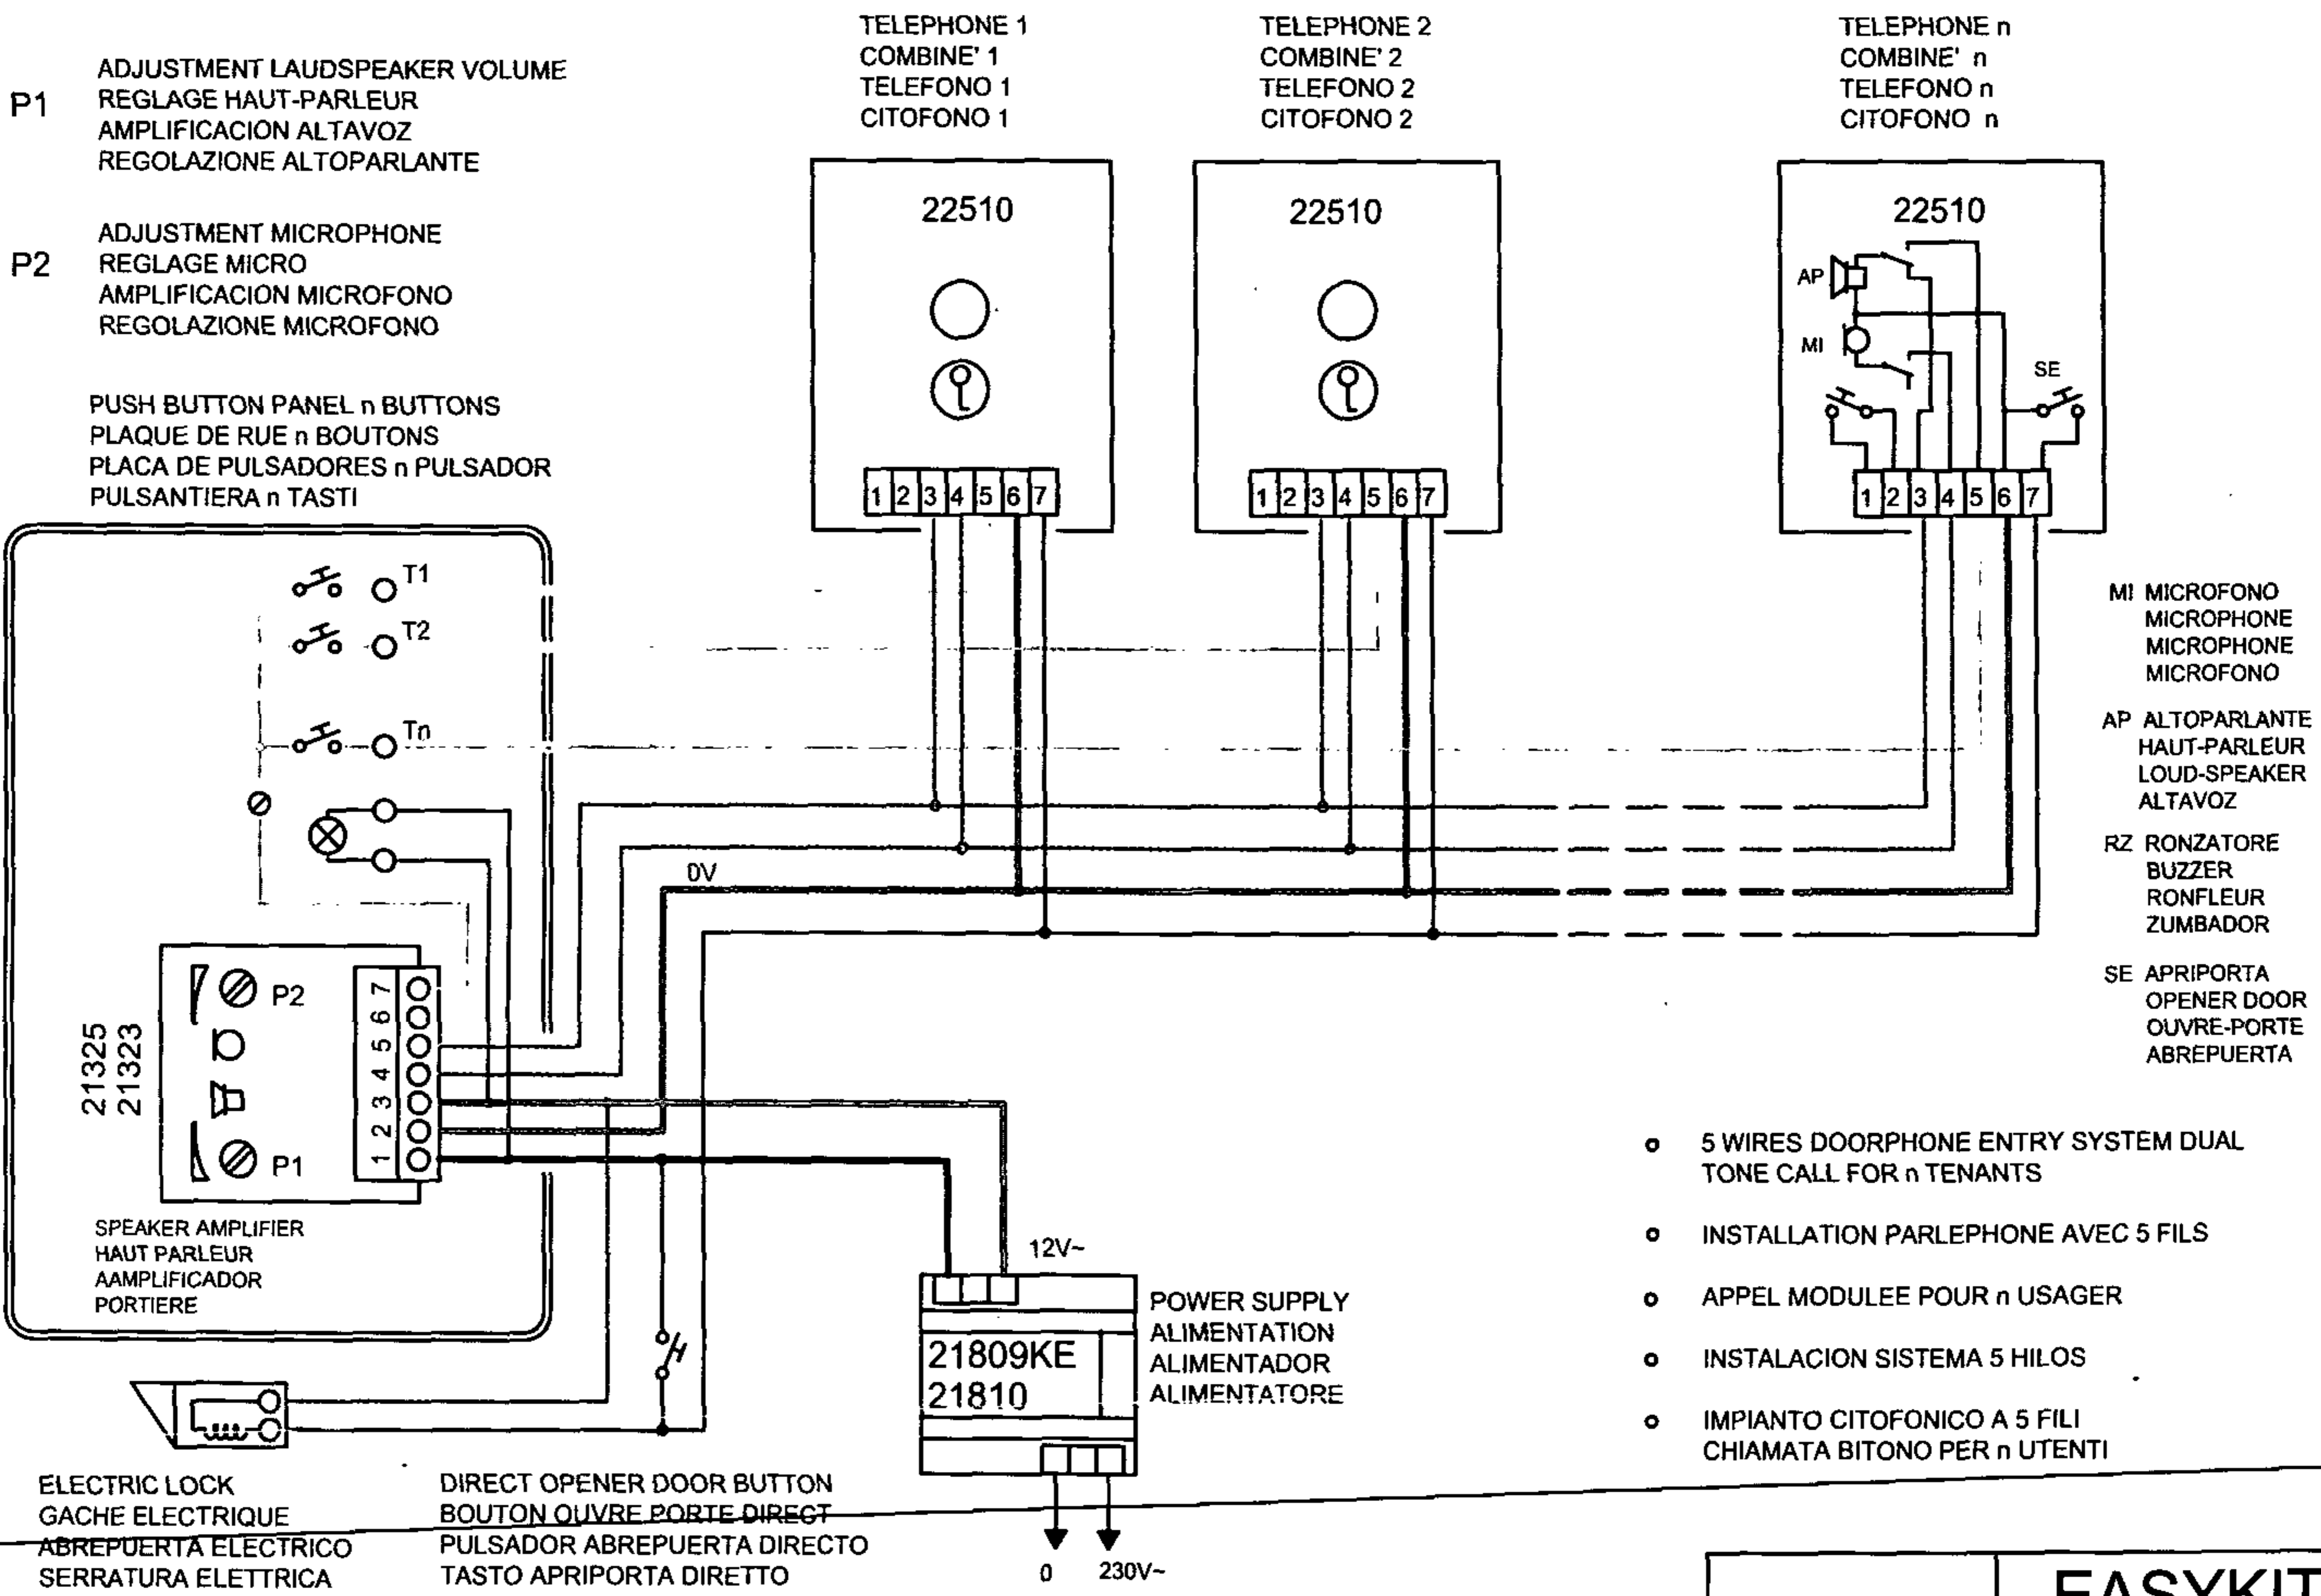 P1
ADJUSTMENT LAUDSPEAKER VOLUME
REGLAGE HAUT-PARLEUR
AMPLIFICACION ALTAVOZ
REGOLAZIONE ALTOPARLANTE
P2
ADJUSTMENT MICROPHONE
REGLAGE MICRO
AMPLIFICACION MICROFONO
REGOLAZIONE MICROFONO
PUSH BUTTON PANEL n BUTTONS
PLAQUE DE RUE n BOUTONS
PLACA DE PULSADORES n PULSADOR
PULSANTIERA n TASTI
TELEPHONE 1
COMBINE' 1
TELEFONO 1
CITOFONO 1
22510
1 2 3 4 5 6 7
TELEPHONE 2
COMBINE' 2
TELEFONO 2
CITOFONO 2
22510
1 2 3 4 5 6 7
TELEPHONE n
COMBINE' n
TELEFONO n
CITOFONO n
22510
AP
MI
SE
1 2 3 4 5 6 7
T1
T2
Tn
0V
P2
P1
21325
21323
7
6
5
4
3
2
1
SPEAKER AMPLIFIER
HAUT PARLEUR
AAMPLIFICADOR
PORTIERE
MI MICROFONO
MICROPHONE
MICROPHONE
MICROFONO
AP ALTOPARLANTE
HAUT-PARLEUR
LOUD-SPEAKER
ALTAVOZ
RZ RONZATORE
BUZZER
RONFLEUR
ZUMBADOR
SE APRIPORTA
OPENER DOOR
OUVRE-PORTE
ABREPUERTA
12V~
21809KE
21810
POWER SUPPLY
ALIMENTATION
ALIMENTADOR
ALIMENTATORE
0
230V~
5 WIRES DOORPHONE ENTRY SYSTEM DUAL
TONE CALL FOR n TENANTS
INSTALLATION PARLEPHONE AVEC 5 FILS
APPEL MODULEE POUR n USAGER
INSTALACION SISTEMA 5 HILOS
IMPIANTO CITOFONICO A 5 FILI
CHIAMATA BITONO PER n UTENTI
ELECTRIC LOCK
GACHE ELECTRIQUE
ABREPUERTA ELECTRICO
SERRATURA ELETTRICA
DIRECT OPENER DOOR BUTTON
BOUTON OUVRE PORTE DIRECT
PULSADOR ABREPUERTA DIRECTO
TASTO APRIPORTA DIRETTO
EASYKIT